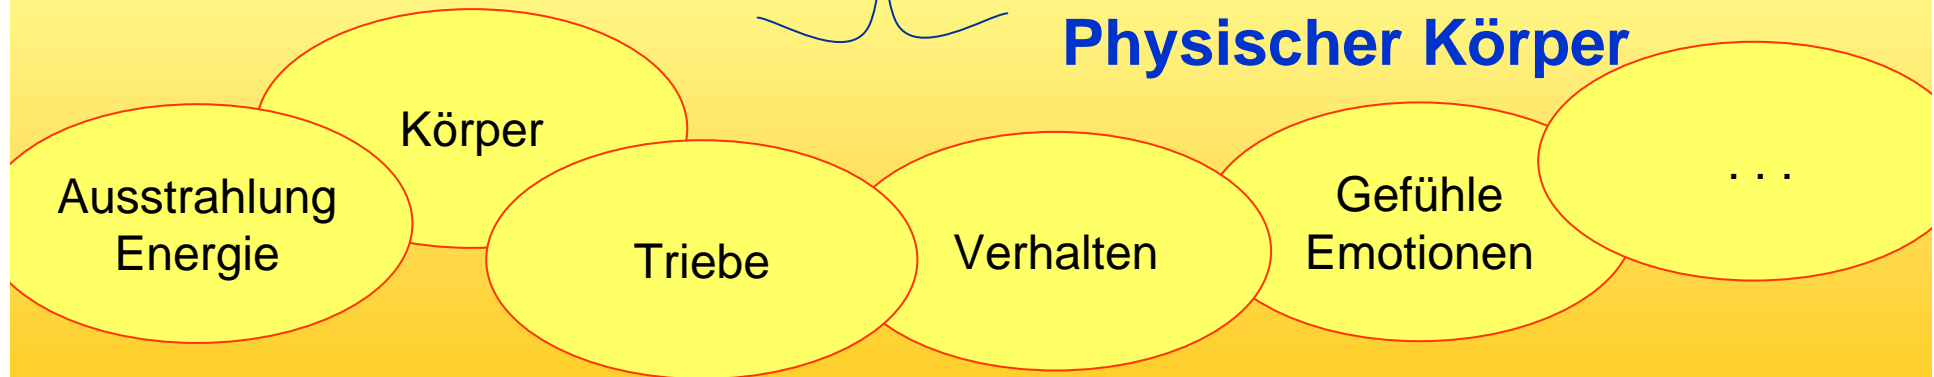 Physischer Körper
Körper
Ausstrahlung
Energie
Triebe
Verhalten
Gefühle
Emotionen
. . .